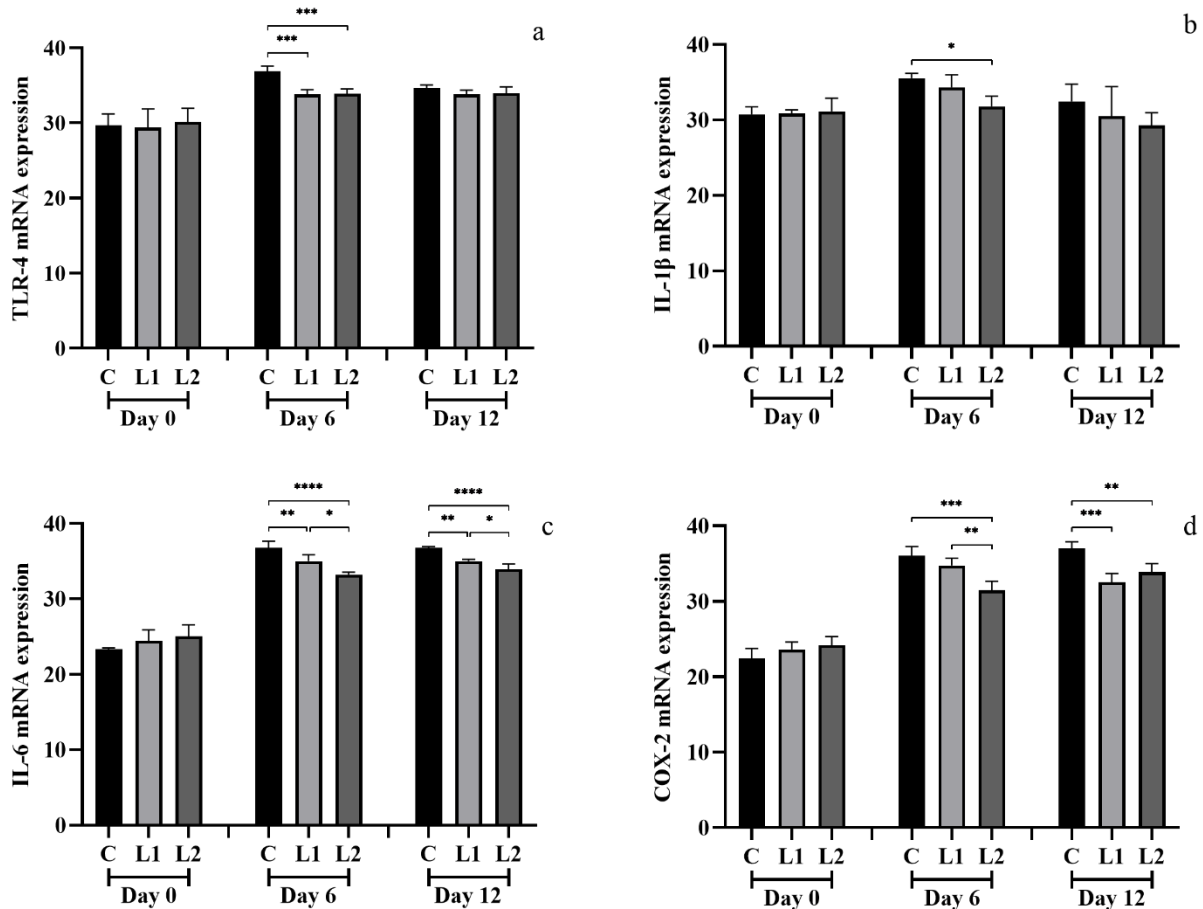 a
TLR-4 mRNA expression
40
30
20
10
0
*** 
***
C L1 L2 C L1 L2 C L1 L2
Day 0 Day 6 Day 12
b
IL-1β mRNA expression
40
30
20
10
0
*
C L1 L2 C L1 L2 C L1 L2
Day 0 Day 6 Day 12
c
IL-6 mRNA expression
40
30
20
10
0
**** ****
** * ** *
C L1 L2 C L1 L2 C L1 L2
Day 0 Day 6 Day 12
d
COX-2 mRNA expression
40
30
20
10
0
*** **
** ***
C L1 L2 C L1 L2 C L1 L2
Day 0 Day 6 Day 12